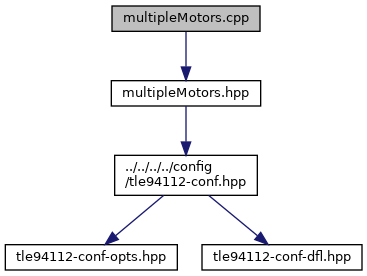 multipleMotors.cpp
multipleMotors.hpp
../../../../config
/tle94112-conf.hpp
tle94112-conf-opts.hpp
tle94112-conf-dfl.hpp